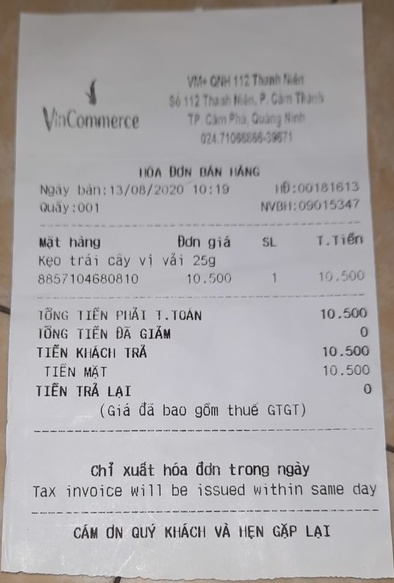 VinCommerce
VM+ QNH 112 Thanh Niên
Số 112 Thanh Niên, P. Cẩm Thành
TP. Cẩm Phả, Quảng Ninh
024.71066866-39671
HÓA ĐƠN BÁN HÀNG
Ngày bán:13/08/2020 10:19 HĐ:00181613
Quầy:001 NVBH:09015347
Mặt hàng Đơn giá SL T.Tiền
Kẹo trái cây vị vải 25g
8857104680810 10.500 1 10.500
TỔNG TIỀN PHẢI T.TOÁN 10.500
TỔNG TIỀN ĐÃ GIẢM 0
TIỀN KHÁCH TRẢ 10.500
TIỀN MẶT 10.500
TIỀN TRẢ LẠI 0
(Giá đã bao gồm thuế GTGT)
Chỉ xuất hóa đơn trong ngày
Tax invoice will be issued within same day
CẢM ƠN QUÝ KHÁCH VÀ HẸN GẶP LẠI